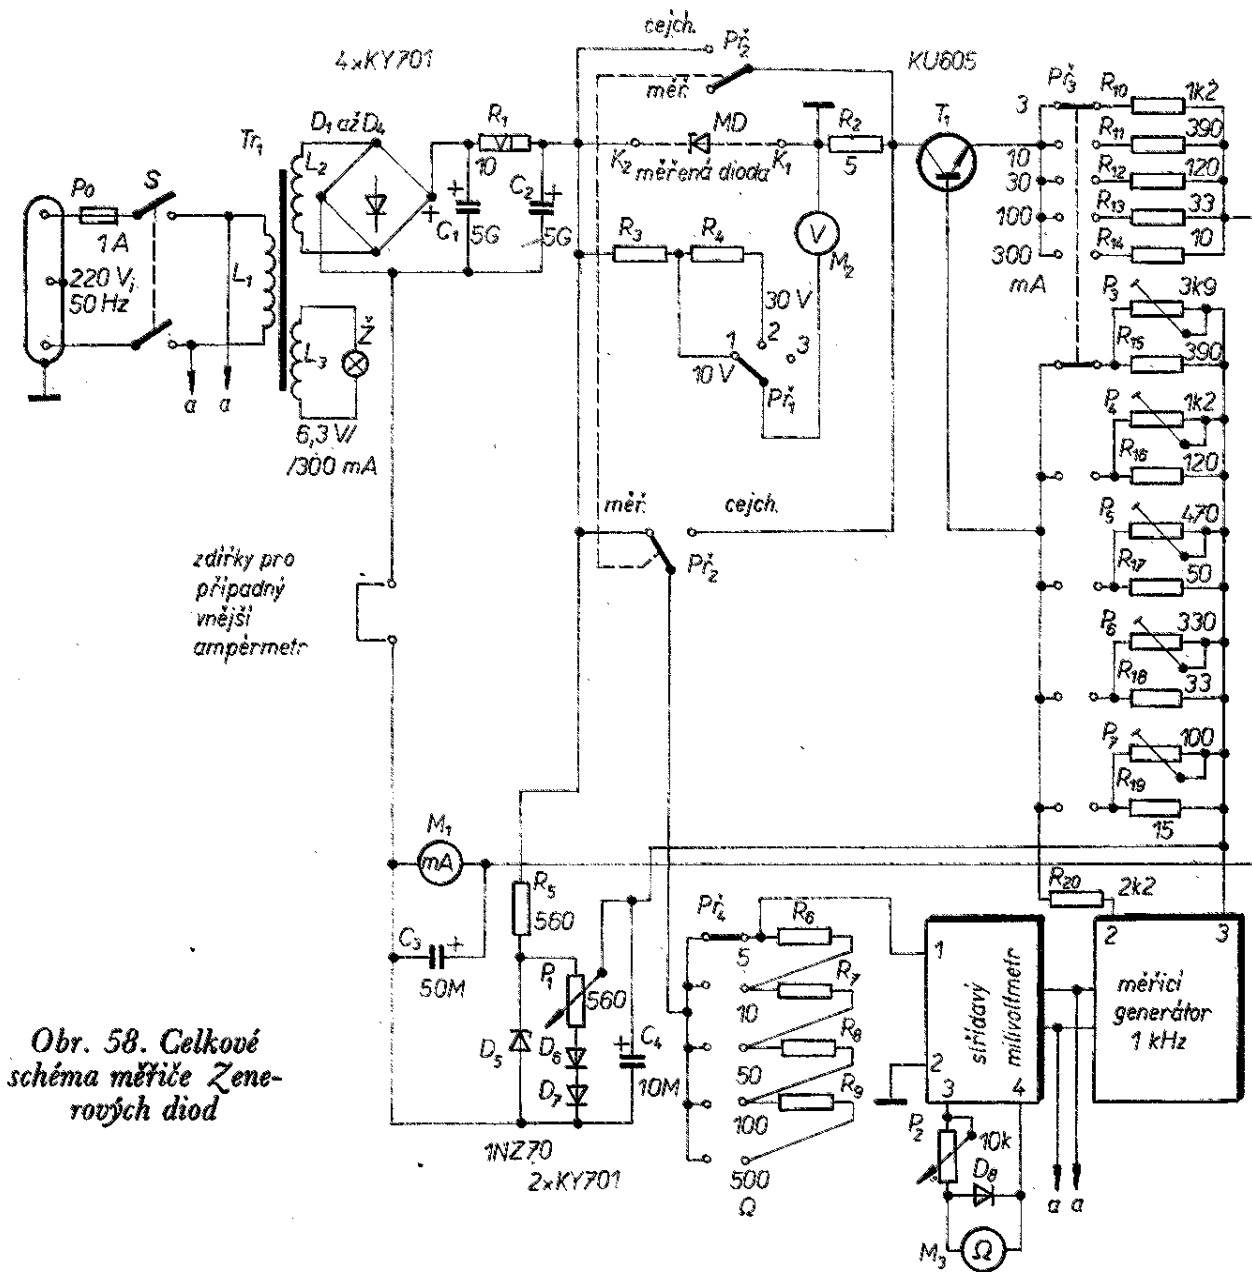 cejch.
Př2
4xKY701
KU605
měř.
Př3
R10
1k2
3
D1 až D4
R1
MD
R2
T1
R11
390
Tr1
L2
10
K2
měřená dioda
K1
5
10
R12
120
Po
S
C1
5G
C2
5G
30
R13
33
1A
R3
R4
V
M2
100
R14
10
220 V;
50 Hz
L1
300
mA
30 V
P3
3k9
Ž
L3
1
2
3
R15
390
10 V
Př1
a
a
P4
1k2
6,3 V/
/300 mA
R16
120
měř.
cejch.
P5
470
Př2
zdířky pro
případný
vnější
ampérmetr
R17
50
P6
330
R18
33
P7
100
R19
15
M1
mA
R20
2k2
R5
560
Př4
R6
C3
50M
5
1
2
3
P1
560
R7
10
střídavý
milivoltmetr
měřicí
generátor
1 kHz
Obr. 58. Celkové
schéma měřiče Zene-
rových diod
D5
D6
C4
10M
R8
50
2
D7
R9
100
3
4
1NZ70
2xKY701
P2
10k
500
Ω
D8
a
a
M3
Ω